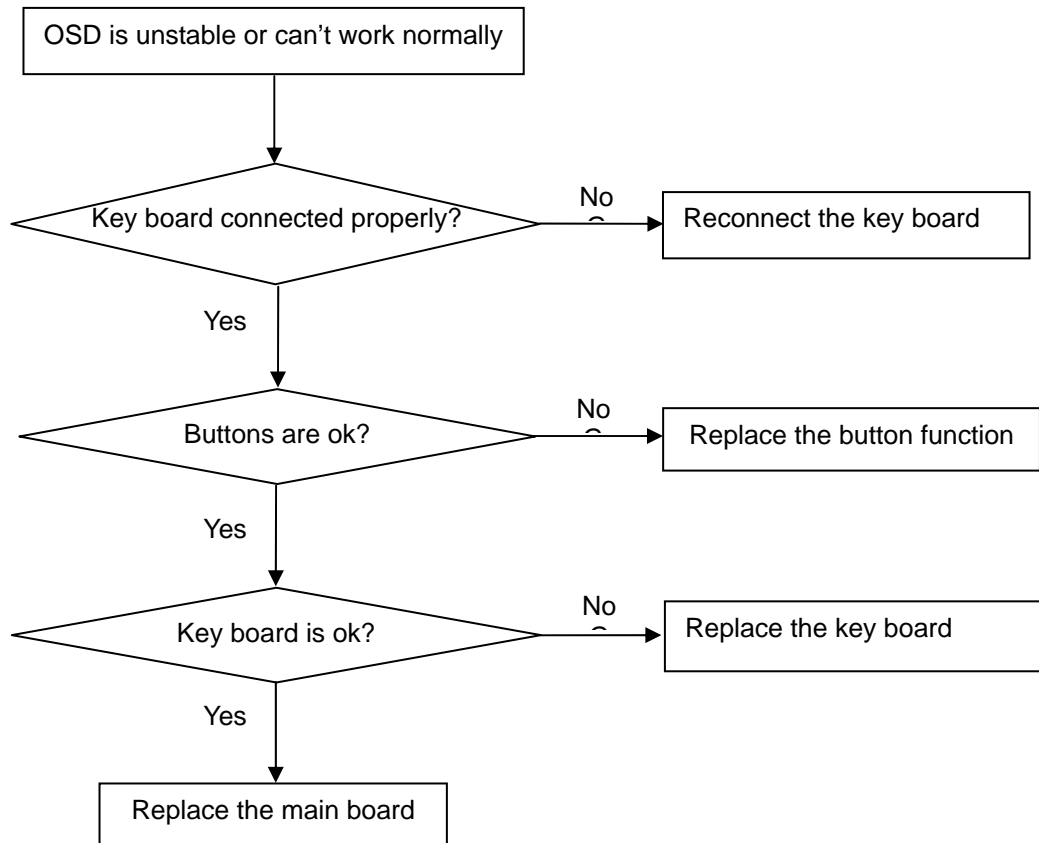 OSD is unstable or can’t work normally
Key board connected properly?
No
Reconnect the key board
Yes
Buttons are ok?
No
Replace the button function
Yes
Key board is ok?
No
Replace the key board
Yes
Replace the main board